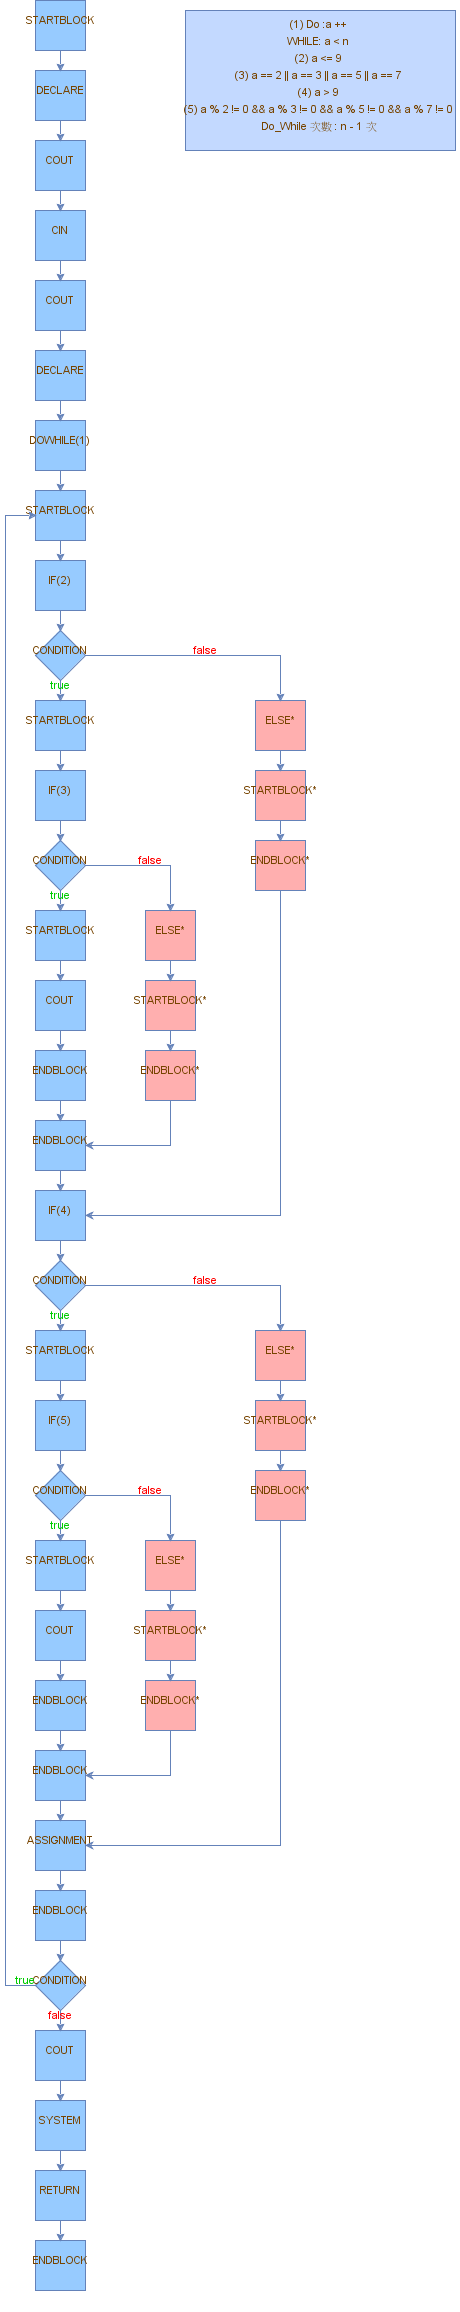 STARTBLOCK
(1) Do :a ++
WHILE: a < n
(2) a <= 9
(3) a == 2 || a == 3 || a == 5 || a == 7
(4) a > 9
(5) a % 2 != 0 && a % 3 != 0 && a % 5 != 0 && a % 7 != 0
Do_While 次數 : n - 1 次
DECLARE
COUT
CIN
COUT
DECLARE
DOWHILE(1)
STARTBLOCK
IF(2)
CONDITION
false
true
STARTBLOCK
ELSE*
IF(3)
STARTBLOCK*
CONDITION
false
ENDBLOCK*
true
STARTBLOCK
ELSE*
COUT
STARTBLOCK*
ENDBLOCK
ENDBLOCK*
ENDBLOCK
IF(4)
CONDITION
false
true
STARTBLOCK
ELSE*
IF(5)
STARTBLOCK*
CONDITION
false
ENDBLOCK*
true
STARTBLOCK
ELSE*
COUT
STARTBLOCK*
ENDBLOCK
ENDBLOCK*
ENDBLOCK
ASSIGNMENT
ENDBLOCK
true
CONDITION
false
COUT
SYSTEM
RETURN
ENDBLOCK